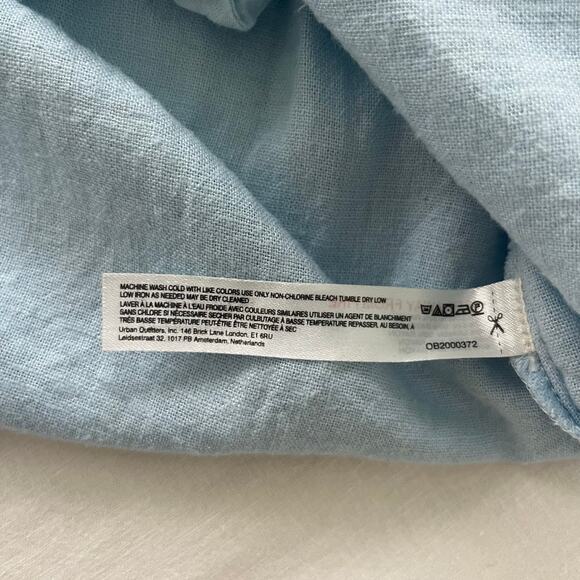 MACHINE WASH COLD WITH LIKE COLORS USE ONLY NON-CHLORINE BLEACH TUMBLE DRY LOW
LOW IRON AS NEEDED MAY BE DRY CLEANED
LAVER À LA MACHINE À L'EAU FROIDE AVEC COULEURS SIMILAIRES UTILISER UN AGENT DE BLANCHIMENT
SANS CHLORE SI NÉCESSAIRE SECHER PAR CULBUTAGE À BASSE TEMPERATURE REPASSER, AU BESOIN, À
TRÈS BASSE TEMPÉRATURE PEUT-ÊTRE ÊTRE NETTOYÉE À SEC
Urban Outfitters, Inc. 146 Brick Lane London, E1 6RU
Leidsestraat 32, 1017 PB Amsterdam, Netherlands
OB2000372